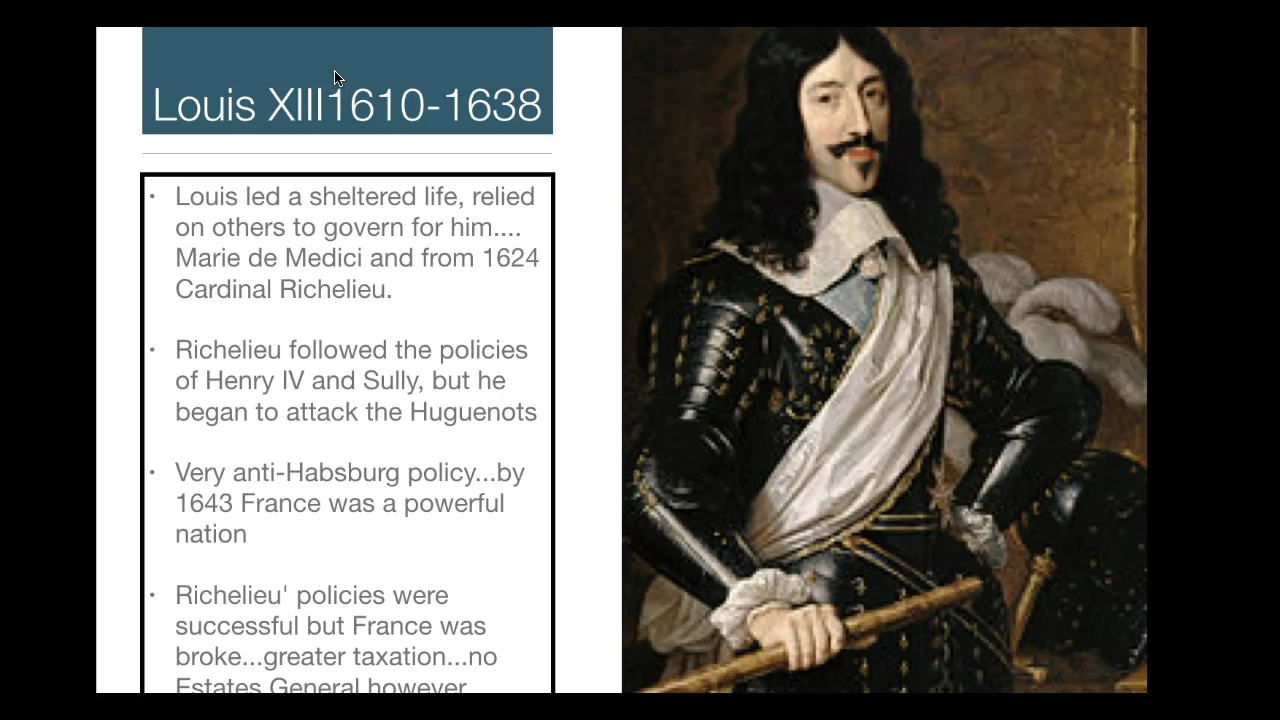 Louis XIII1610-1638
• Louis led a sheltered life, relied
on others to govern for him....
Marie de Medici and from 1624
Cardinal Richelieu.
• Richelieu followed the policies
of Henry IV and Sully, but he
began to attack the Huguenots
• Very anti-Habsburg policy...by
1643 France was a powerful
nation
• Richelieu' policies were
successful but France was
broke...greater taxation...no
Estates General however